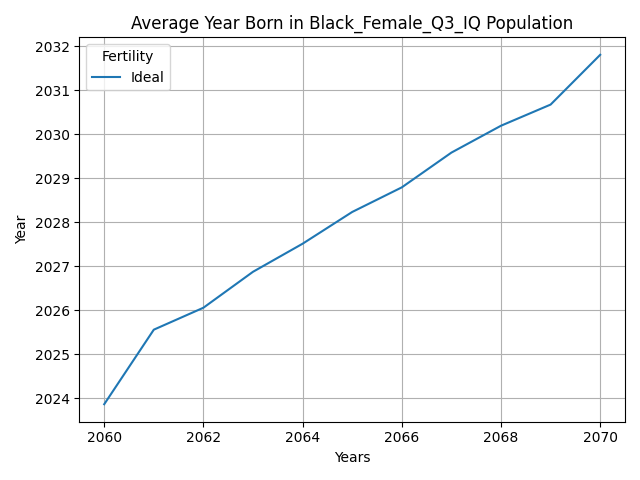 Average Year Born in Black_Female_Q3_IQ Population
Fertility
Ideal
2032
2031
2030
2029
2028
2027
2026
2025
2024
Year
2060 2062 2064 2066 2068 2070
Years